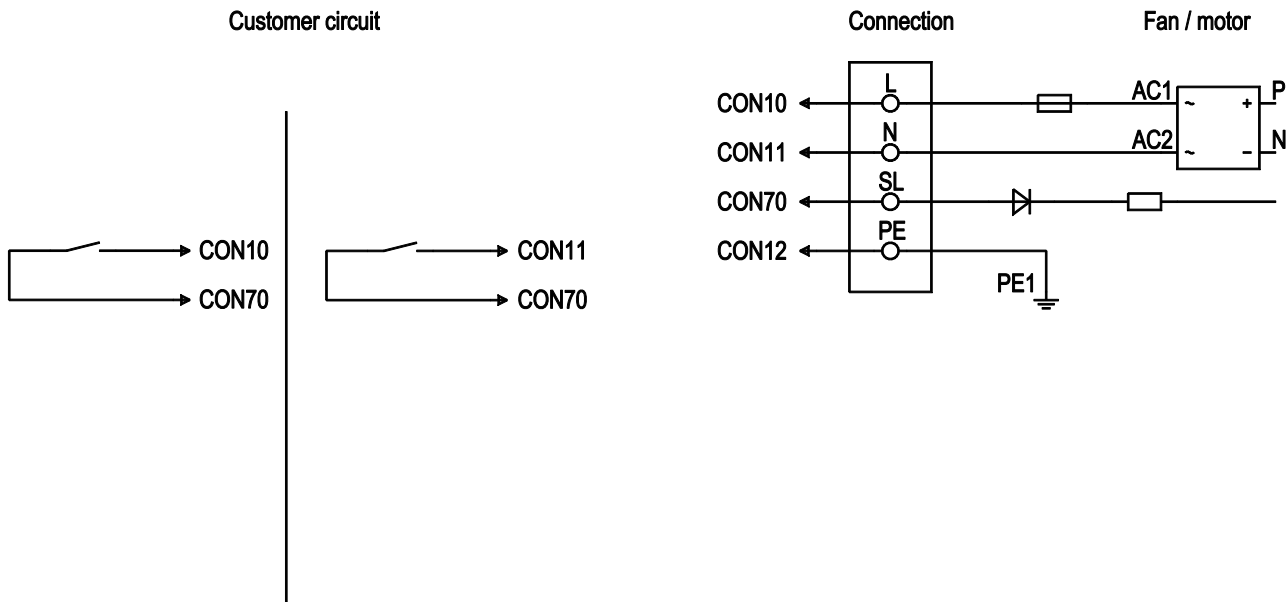 Customer circuit
Connection
Fan / motor
L
CON10
AC1
~
+
P
N
CON11
AC2
~
–
N
SL
CON70
PE
CON12
PE1
CON10
CON70
CON11
CON70